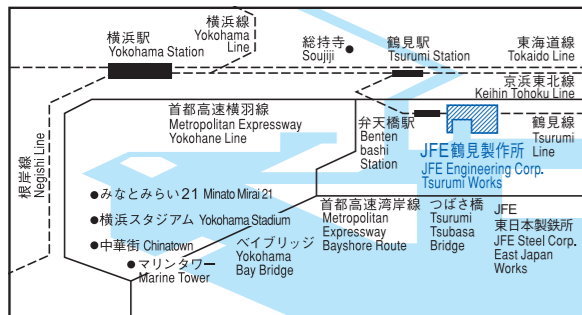 横浜駅
Yokohama Station
横浜線
Yokohama
Line
総持寺
Soujiji
鶴見駅
Tsurumi Station
東海道線
Tokaido Line
京浜東北線
Keihin Tohoku Line
首都高速横羽線
Metropolitan Expressway
Yokohane Line
弁天橋駅
Benten
bashi
Station
鶴見線
Tsurumi
Line
JFE鶴見製作所
JFE Engineering Corp.
Tsurumi Works
根岸線
Negishi Line
みなとみらい21 Minato Mirai 21
横浜スタジアム Yokohama Stadium
中華街 Chinatown
マリンタワー
Marine Tower
ベイブリッジ
Yokohama
Bay Bridge
首都高速湾岸線
Metropolitan
Expressway
Bayshore Route
つばさ橋
Tsurumi
Tsubasa
Bridge
JFE
東日本製鉄所
JFE Steel Corp.
East Japan
Works